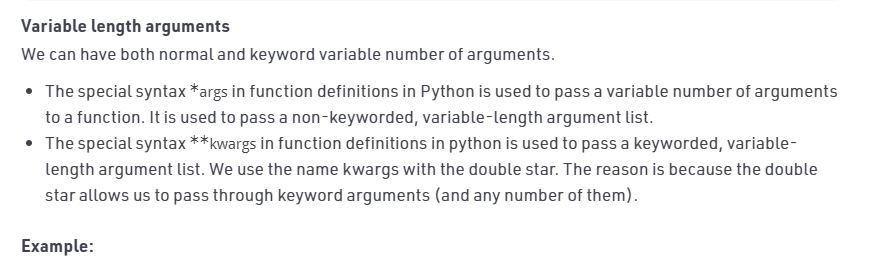 Variable length arguments
We can have both normal and keyword variable number of arguments.
• The special syntax *args in function definitions in Python is used to pass a variable number of arguments
to a function. It is used to pass a non-keyworded, variable-length argument list.
• The special syntax **kwargs in function definitions in python is used to pass a keyworded, variable-
length argument list. We use the name kwargs with the double star. The reason is because the double
star allows us to pass through keyword arguments (and any number of them).
Example: